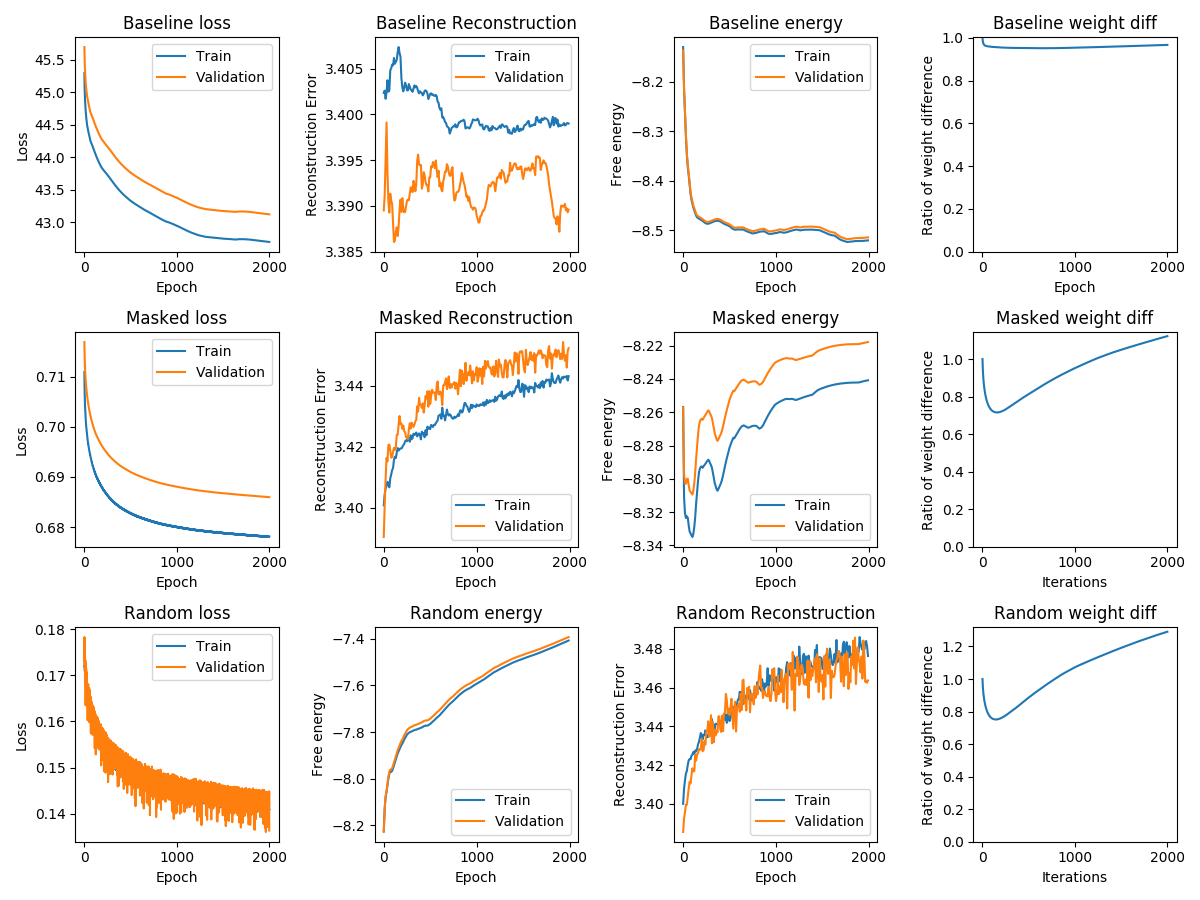 Baseline loss
Loss
45.5
45.0
44.5
44.0
43.5
43.0
Train
Validation
0 1000 2000
Epoch
Baseline Reconstruction
Reconstruction Error
3.405
3.400
3.395
3.390
3.385
Train
Validation
0 1000 2000
Epoch
Baseline energy
Free energy
−8.2
−8.3
−8.4
−8.5
Train
Validation
0 1000 2000
Epoch
Baseline weight diff
Ratio of weight difference
1.0
0.8
0.6
0.4
0.2
0.0
0 1000 2000
Epoch
Masked loss
Loss
0.71
0.70
0.69
0.68
Train
Validation
0 1000 2000
Epoch
Masked Reconstruction
Reconstruction Error
3.44
3.42
3.40
Train
Validation
0 1000 2000
Epoch
Masked energy
Free energy
−8.22
−8.24
−8.26
−8.28
−8.30
−8.32
−8.34
Train
Validation
0 1000 2000
Epoch
Masked weight diff
Ratio of weight difference
1.0
0.8
0.6
0.4
0.2
0.0
0 1000 2000
Iterations
Random loss
Loss
0.18
0.17
0.16
0.15
0.14
Train
Validation
0 1000 2000
Epoch
Random energy
Free energy
−7.4
−7.6
−7.8
−8.0
−8.2
Train
Validation
0 1000 2000
Epoch
Random Reconstruction
Reconstruction Error
3.48
3.46
3.44
3.42
3.40
Train
Validation
0 1000 2000
Epoch
Random weight diff
Ratio of weight difference
1.2
1.0
0.8
0.6
0.4
0.2
0.0
0 1000 2000
Iterations